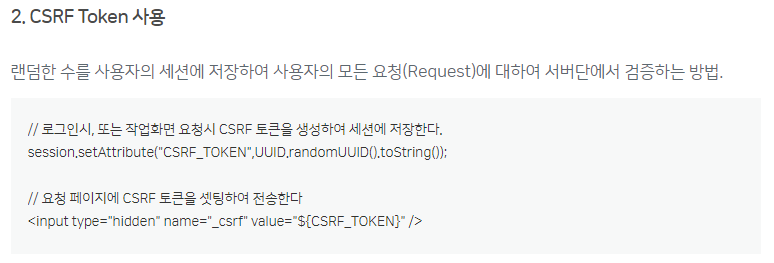 2. CSRF Token 사용
랜덤한 수를 사용자의 세션에 저장하여 사용자의 모든 요청(Request)에 대하여 서버단에서 검증하는 방법.
// 로그인시, 또는 작업화면 요청시 CSRF 토큰을 생성하여 세션에 저장한다.
session.setAttribute("CSRF_TOKEN",UUID.randomUUID().toString());
// 요청 페이지에 CSRF 토큰을 셋팅하여 전송한다
<input type="hidden" name="_csrf" value="${CSRF_TOKEN}" />